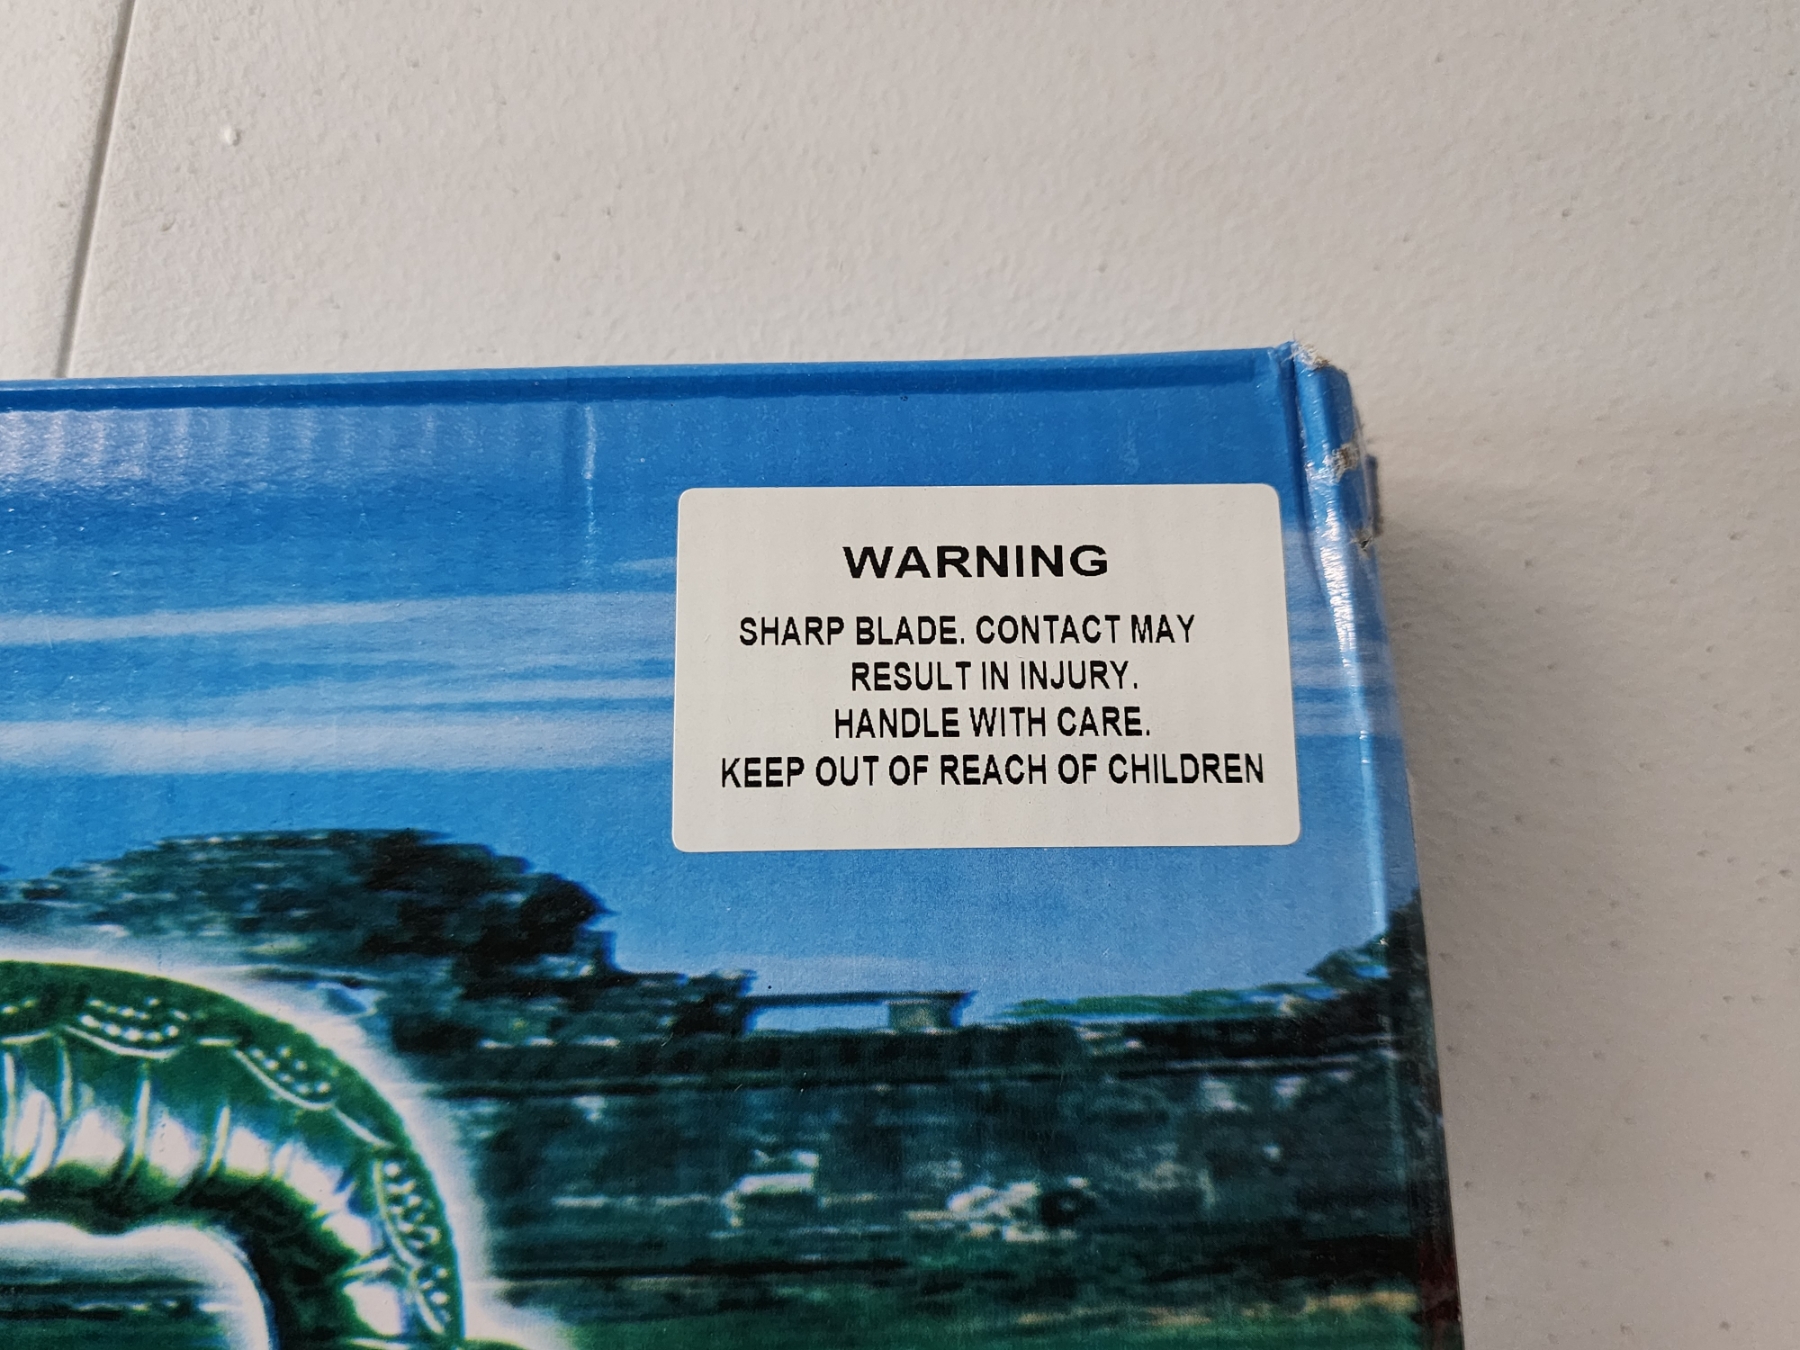 WARNING
SHARP BLADE. CONTACT MAY
RESULT IN INJURY.
HANDLE WITH CARE.
KEEP OUT OF REACH OF CHILDREN